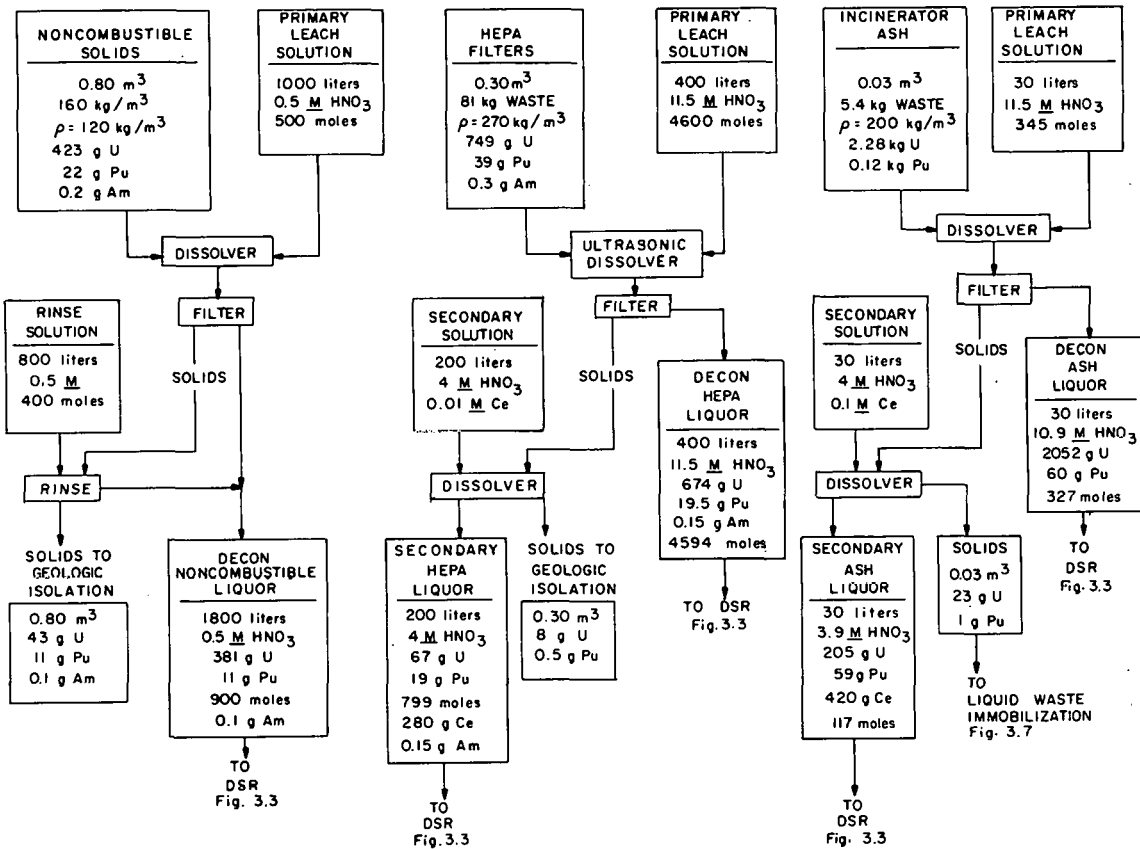 NONCOMBUSTIBLE
SOLIDS
0.80 m³
160 kg/m³
ρ = 120 kg/m³
423 g U
22 g Pu
0.2 g Am
PRIMARY
LEACH
SOLUTION
1000 liters
0.5 M HNO₃
500 moles
DISSOLVER
FILTER
RINSE
SOLUTION
800 liters
0.5 M
400 moles
SOLIDS
RINSE
SOLIDS TO
GEOLOGIC
ISOLATION
0.80 m³
43 g U
11 g Pu
0.1 g Am
DECON
NONCOMBUSTIBLE
LIQUOR
1800 liters
0.5 M HNO₃
381 g U
11 g Pu
900 moles
0.1 g Am
TO
DSR
Fig. 3.3
HEPA
FILTERS
0.30 m³
81 kg WASTE
ρ = 270 kg/m³
749 g U
39 g Pu
0.3 g Am
PRIMARY
LEACH
SOLUTION
400 liters
11.5 M HNO₃
4600 moles
ULTRASONIC
DISSOLVER
FILTER
SECONDARY
SOLUTION
200 liters
4 M HNO₃
0.01 M Ce
SOLIDS
DECON
HEPA
LIQUOR
400 liters
11.5 M HNO₃
674 g U
19.5 g Pu
0.15 g Am
4594 moles
TO DSR
Fig. 3.3
DISSOLVER
SECONDARY
HEPA
LIQUOR
200 liters
4 M HNO₃
67 g U
19 g Pu
799 moles
280 g Ce
0.15 g Am
TO
DSR
Fig. 3.3
SOLIDS TO
GEOLOGIC
ISOLATION
0.30 m³
8 g U
0.5 g Pu
INCINERATOR
ASH
0.03 m³
5.4 kg WASTE
ρ = 200 kg/m³
2.28 kg U
0.12 kg Pu
PRIMARY
LEACH
SOLUTION
30 liters
11.5 M HNO₃
345 moles
DISSOLVER
FILTER
SECONDARY
SOLUTION
30 liters
4 M HNO₃
0.1 M Ce
SOLIDS
DECON
ASH
LIQUOR
30 liters
10.9 M HNO₃
2052 g U
60 g Pu
327 moles
TO
DSR
Fig. 3.3
DISSOLVER
SECONDARY
ASH
LIQUOR
30 liters
3.9 M HNO₃
205 g U
59 g Pu
420 g Ce
117 moles
TO
DSR
Fig. 3.3
SOLIDS
0.03 m³
23 g U
1 g Pu
TO
LIQUID WASTE
IMMOBILIZATION
Fig. 3.7